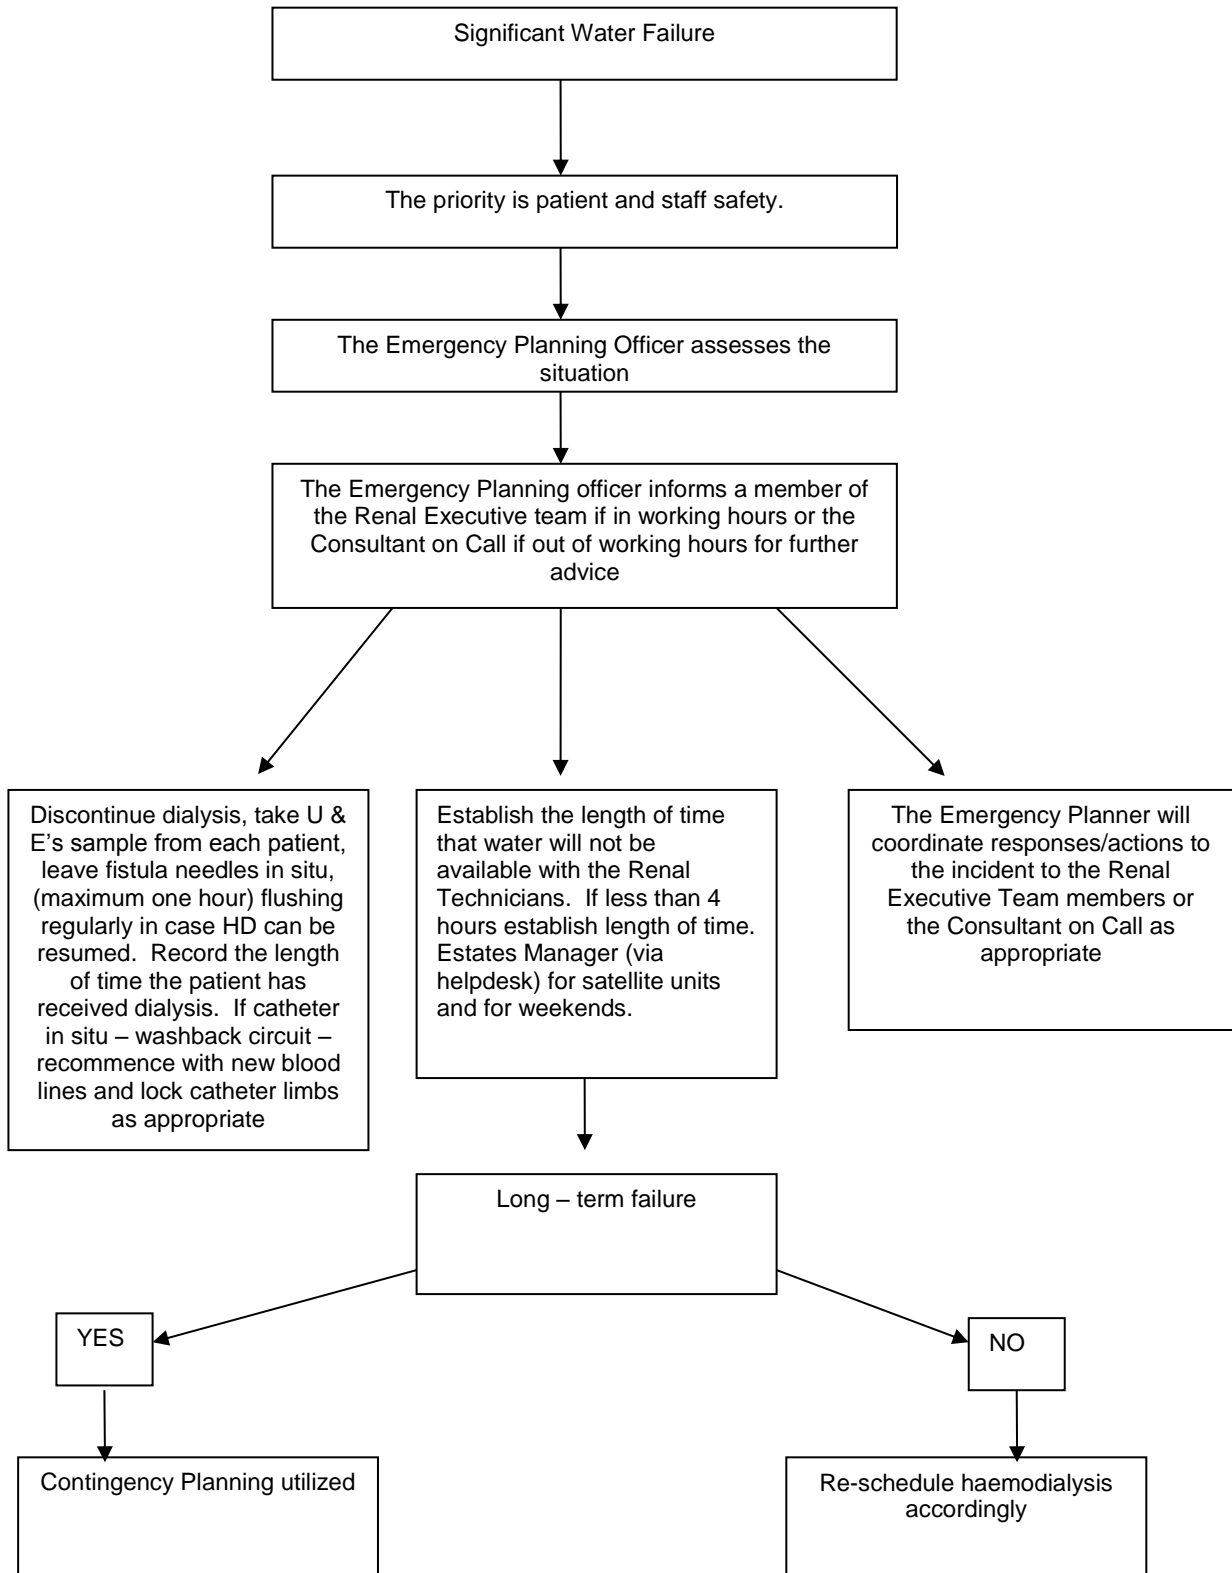 Significant Water Failure
The priority is patient and staff safety.
The Emergency Planning Officer assesses the
situation
The Emergency Planning officer informs a member of
the Renal Executive team if in working hours or the
Consultant on Call if out of working hours for further
advice
Discontinue dialysis, take U &
E’s sample from each patient,
leave fistula needles in situ,
(maximum one hour) flushing
regularly in case HD can be
resumed. Record the length
of time the patient has
received dialysis. If catheter
in situ – washback circuit –
recommence with new blood
lines and lock catheter limbs
as appropriate
Establish the length of time
that water will not be
available with the Renal
Technicians. If less than 4
hours establish length of time.
Estates Manager (via
helpdesk) for satellite units
and for weekends.
The Emergency Planner will
coordinate responses/actions to
the incident to the Renal
Executive Team members or
the Consultant on Call as
appropriate
Long – term failure
YES
NO
Contingency Planning utilized
Re-schedule haemodialysis
accordingly